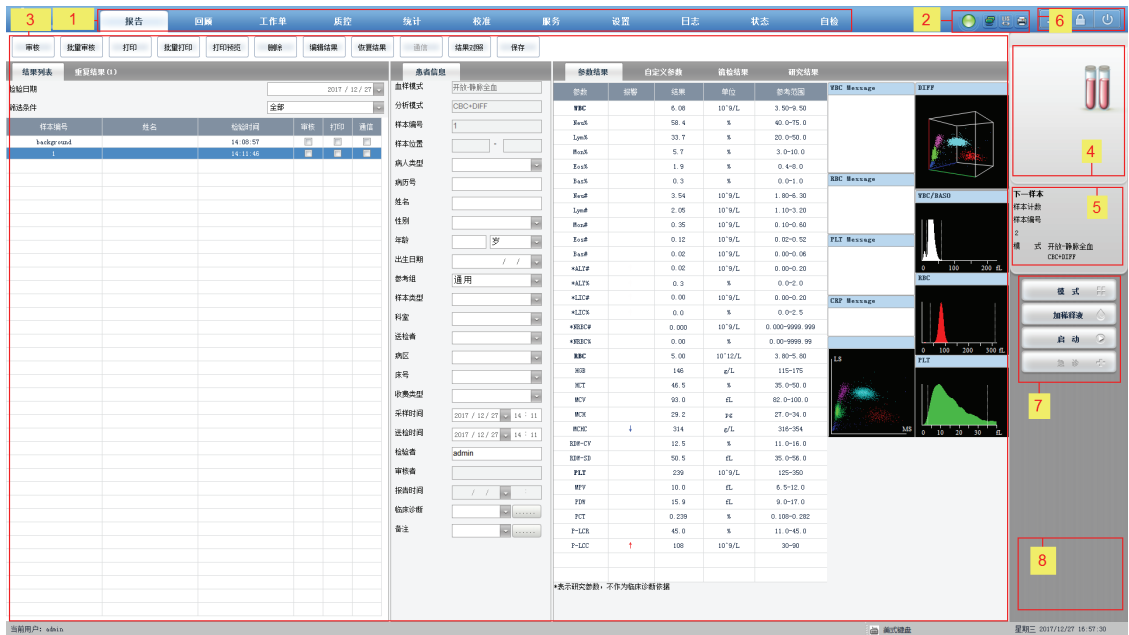 3 1 报告 回顾 工作单 质控 统计 校准 服务 设置 日志 状态 自检 2 6
审核 批量审核 打印 批量打印 打印预览 删除 编辑结果 恢复结果 通信 结果对照 保存
结果列表 重复结果(1)
检验日期 2017 / 12 / 27
筛选条件 全部
样本编号 姓名 检验时间 审核 打印 通信
background 14:08:57
1 14:11:46
患者信息
血样模式 开放-静脉全血
分析模式 CBC+DIFF
样本编号 1
样本位置 -
病人类型
病历号
姓名
性别
年龄 岁
出生日期 / /
参考组 通用
样本类型
科室
送检者
病区
床号
收费类型
采样时间 2017 / 12 / 27 14 : 11
送检时间 2017 / 12 / 27 14 : 11
检验者 admin
审核者
报告时间 / / :
临床诊断 ......
备注 ......
参数结果 自定义参数 镜检结果 研究结果
参数 报警 结果 单位 参考范围
WBC 6.08 10^9/L 3.50-9.50
Neu% 58.4 % 40.0-75.0
Lym% 33.7 % 20.0-50.0
Mon% 5.7 % 3.0-10.0
Eos% 1.9 % 0.4-8.0
Bas% 0.3 % 0.0-1.0
Neu# 3.54 10^9/L 1.80-6.30
Lym# 2.05 10^9/L 1.10-3.20
Mon# 0.35 10^9/L 0.10-0.60
Eos# 0.12 10^9/L 0.02-0.52
Bas# 0.02 10^9/L 0.00-0.06
*ALY# 0.02 10^9/L 0.00-0.20
*ALY% 0.3 % 0.0-2.0
*LIC# 0.00 10^9/L 0.00-0.20
*LIC% 0.0 % 0.0-2.5
*NRBC# 0.000 10^9/L 0.000-9999.999
*NRBC% 0.00 % 0.00-9999.99
RBC 5.00 10^12/L 3.80-5.80
HGB 146 g/L 115-175
HCT 46.5 % 35.0-50.0
MCV 93.0 fL 82.0-100.0
MCH 29.2 pg 27.0-34.0
MCHC ↓ 314 g/L 316-354
RDW-CV 12.5 % 11.0-16.0
RDW-SD 50.5 fL 35.0-56.0
PLT 239 10^9/L 125-350
MPV 10.0 fL 6.5-12.0
PDW 15.9 fL 9.0-17.0
PCT 0.239 % 0.108-0.282
P-LCR 45.0 % 11.0-45.0
P-LCC ↑ 108 10^9/L 30-90
*表示研究参数，不作为临床诊断依据
WBC Message
RBC Message
PLT Message
CRP Message
LS
MS
DIFF
WBC/BASO
0 100 200 fL
RBC
0 100 200 300 fL
PLT
0 10 20 30 fL
4
5
下一样本
样本计数
样本编号
2
模 式 开放-静脉全血
CBC+DIFF
模 式
加稀释液
启 动
急 诊
7
8
当前用户: admin 美式键盘 星期三 2017/12/27 16:57:30